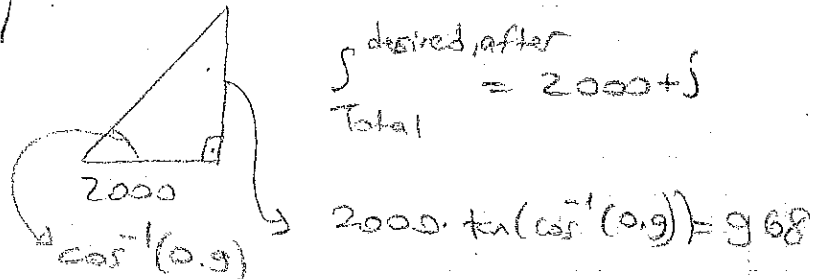 S desired, after
Total = 2000+j
2000
2000. tan(cos⁻¹(0.9))= 968
cos⁻¹(0.9)